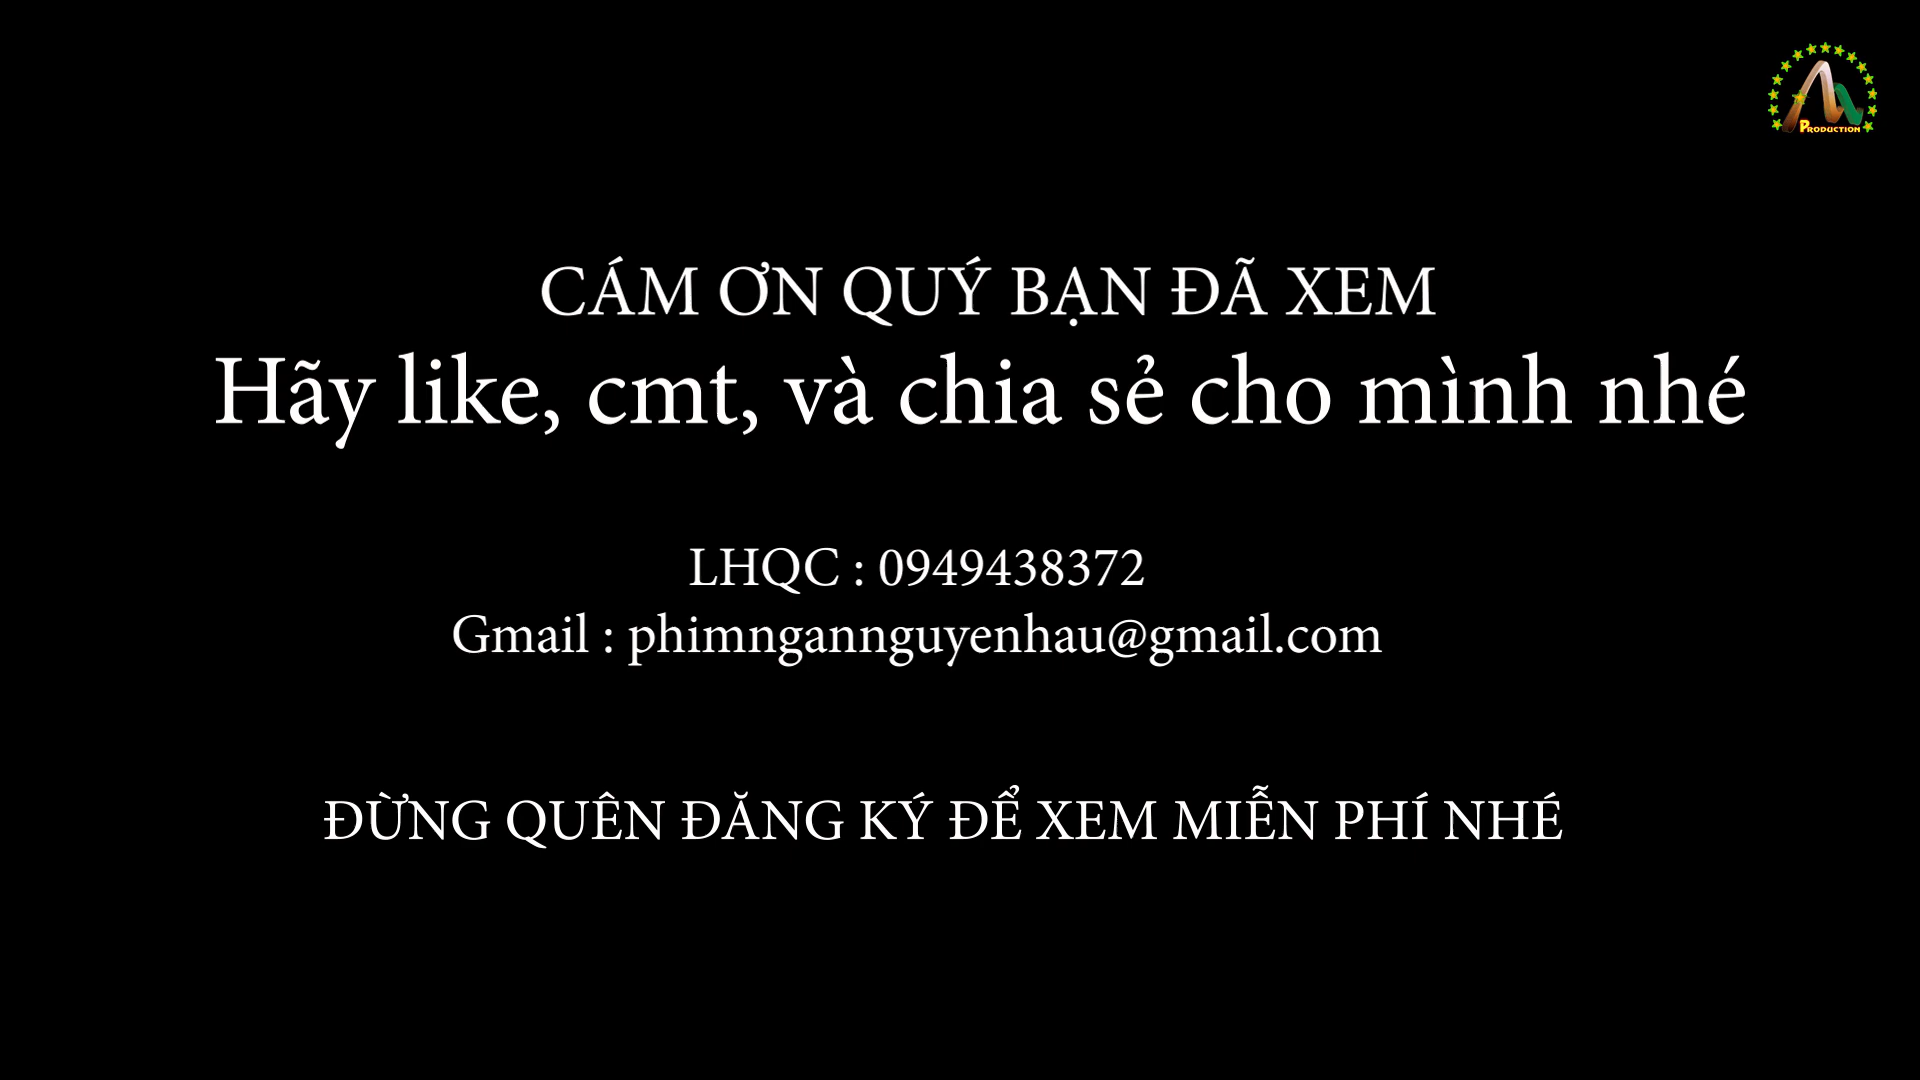 PRODUCTION
CÁM ƠN QUÝ BẠN ĐÃ XEM
Hãy like, cmt, và chia sẻ cho mình nhé
LHQC : 0949438372
Gmail : phimngannguyenhau@gmail.com
ĐỪNG QUÊN ĐĂNG KÝ ĐỂ XEM MIỄN PHÍ NHÉ